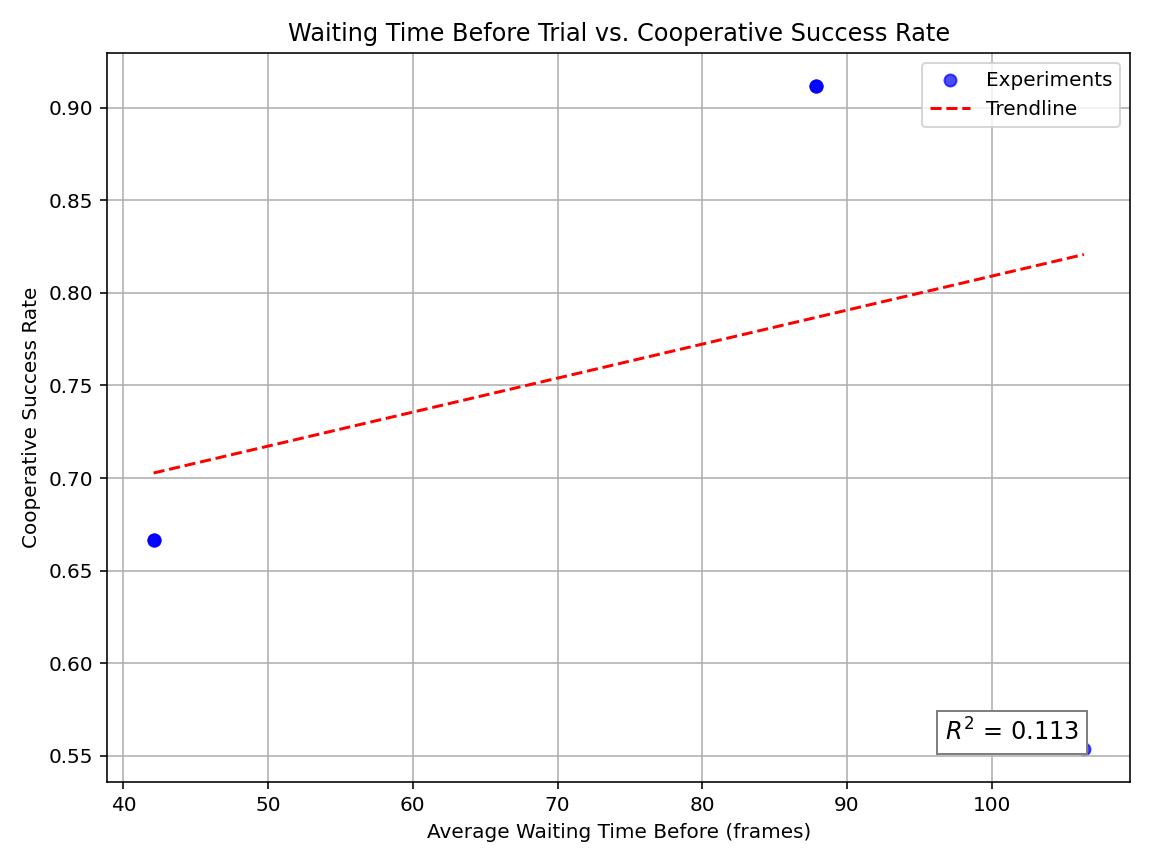 Waiting Time Before Trial vs. Cooperative Success Rate
Experiments
Trendline
Cooperative Success Rate
0.90
0.85
0.80
0.75
0.70
0.65
0.60
0.55
R² = 0.113
40 50 60 70 80 90 100
Average Waiting Time Before (frames)